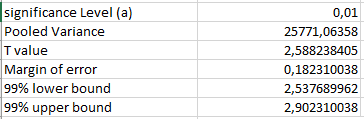 significance Level (a) 0,01
Pooled Variance 25771,06358
T value 2,588238405
Margin of error 0,182310038
99% lower bound 2,537689962
99% upper bound 2,902310038